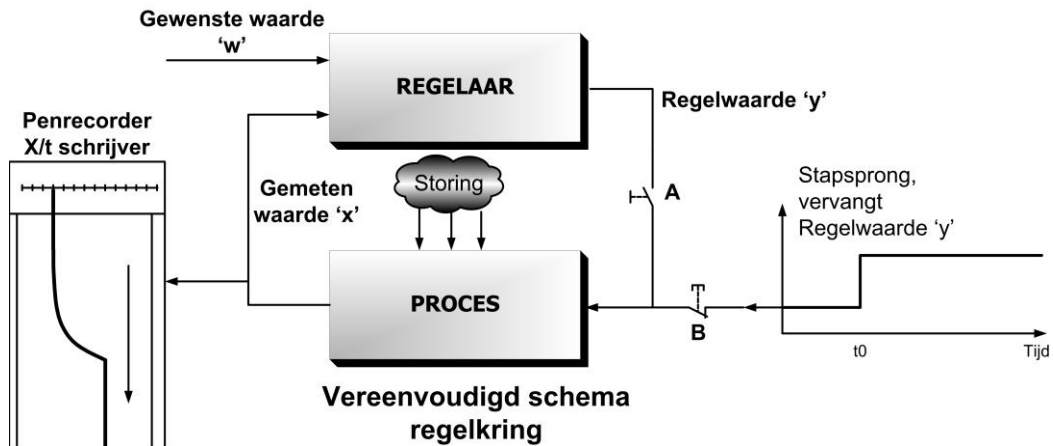 Gewenste waarde
‘w’
REGELAAR
Regelwaarde ‘y’
Penrecorder
X/t schrijver
Gemeten
waarde ‘x’
Storing
A
Stapsprong,
vervangt
Regelwaarde ‘y’
PROCES
B
t0
Tijd
Vereenvoudigd schema
regelkring